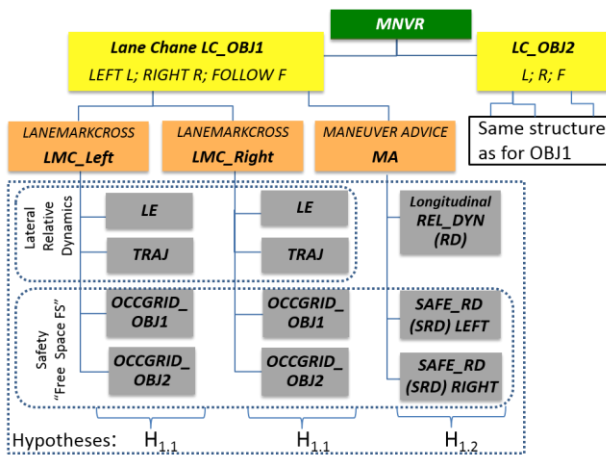 MNVR
Lane Chane LC_OBJ1
LEFT L; RIGHT R; FOLLOW F
LC_OBJ2
L; R; F
Same structure
as for OBJ1
LANEMARKCROSS
LMC_Left
LANEMARKCROSS
LMC_Right
MANEUVER ADVICE
MA
Lateral
Relative
Dynamics
LE
TRAJ
LE
TRAJ
Longitudinal
REL_DYN
(RD)
Safety
"Free Space FS"
OCCGRID_
OBJ1
OCCGRID_
OBJ2
OCCGRID_
OBJ1
OCCGRID_
OBJ2
SAFE_RD
(SRD) LEFT
SAFE_RD
(SRD) RIGHT
Hypotheses: H1.1 H1.1 H1.2